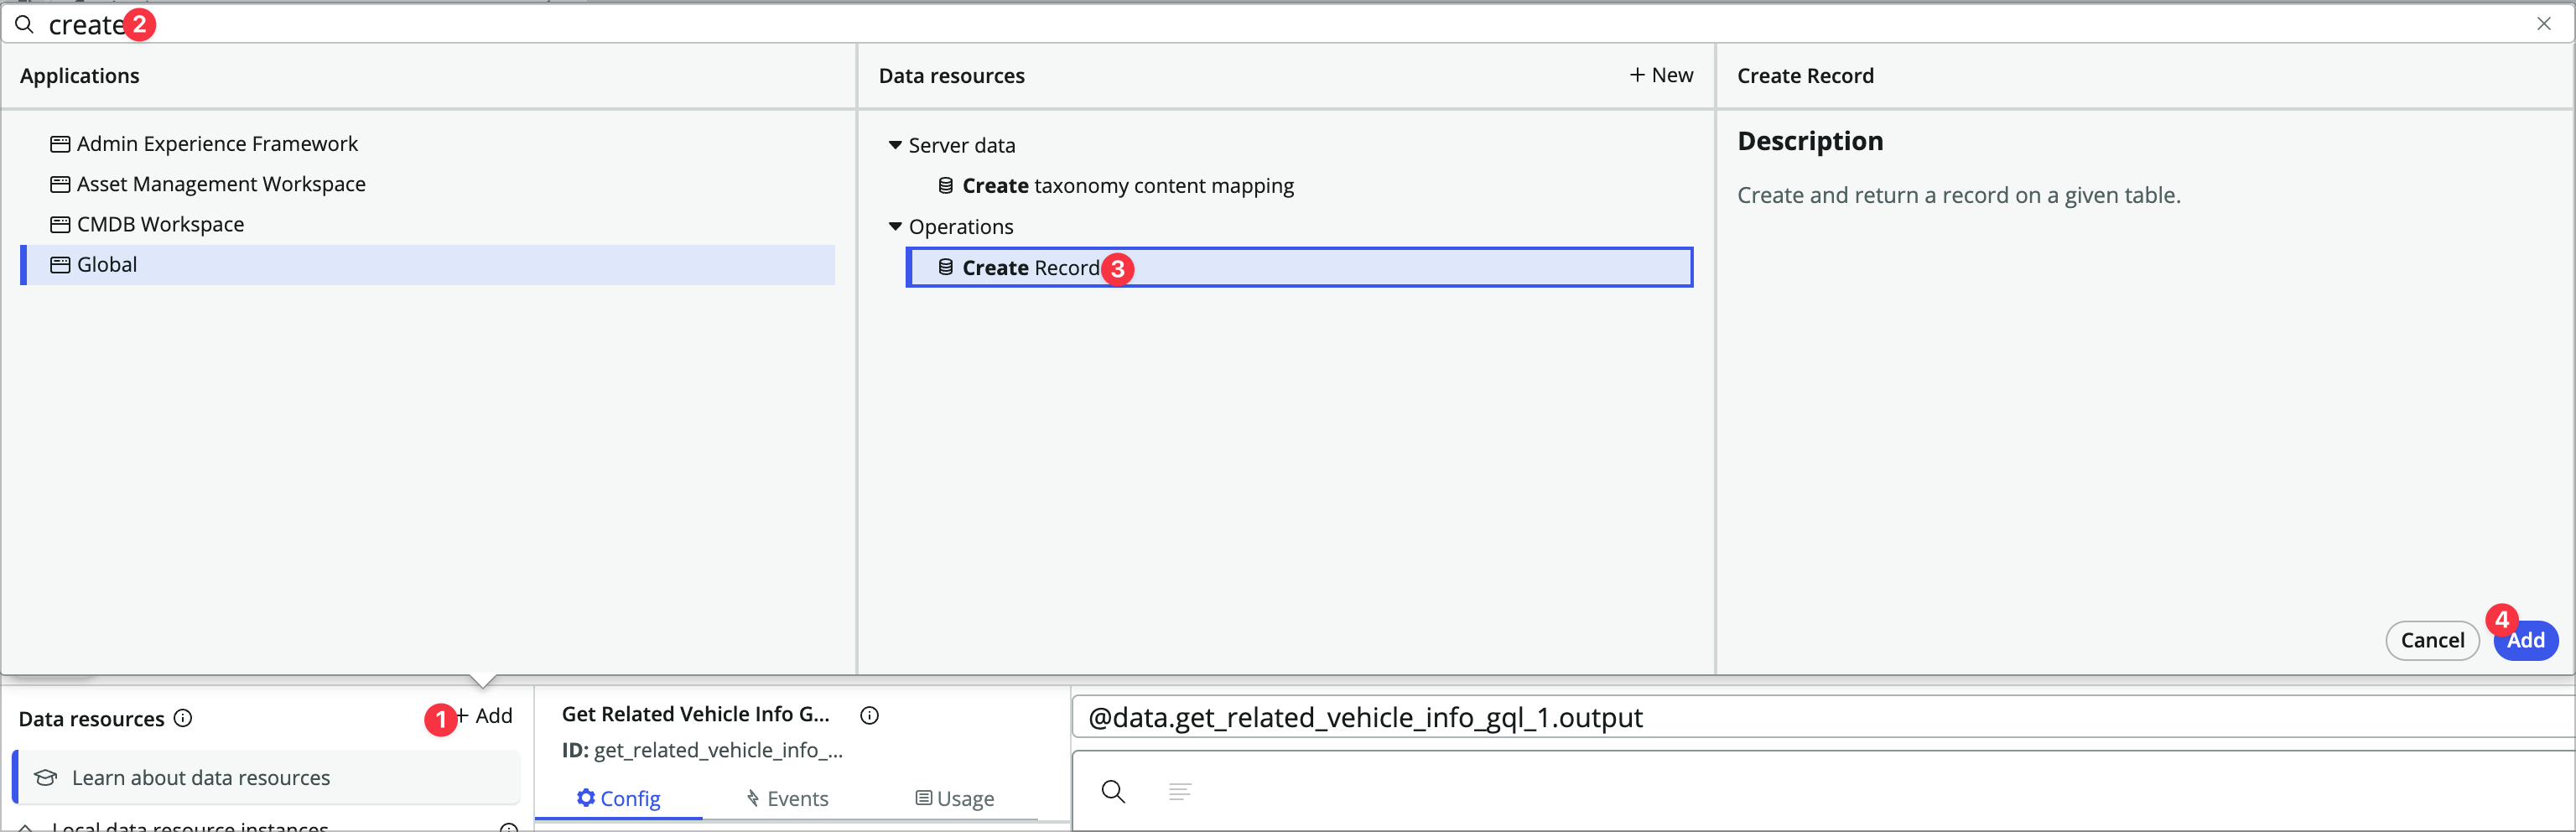 create 2
Applications
Data resources
+ New
Create Record
Admin Experience Framework
Asset Management Workspace
CMDB Workspace
Global
Server data
Create taxonomy content mapping
Operations
Create Record 3
Description
Create and return a record on a given table.
Cancel
4 Add
Data resources
1 + Add
Learn about data resources
Local data resource instances
Get Related Vehicle Info G...
ID: get_related_vehicle_info_...
Config
Events
Usage
@data.get_related_vehicle_info_gql_1.output